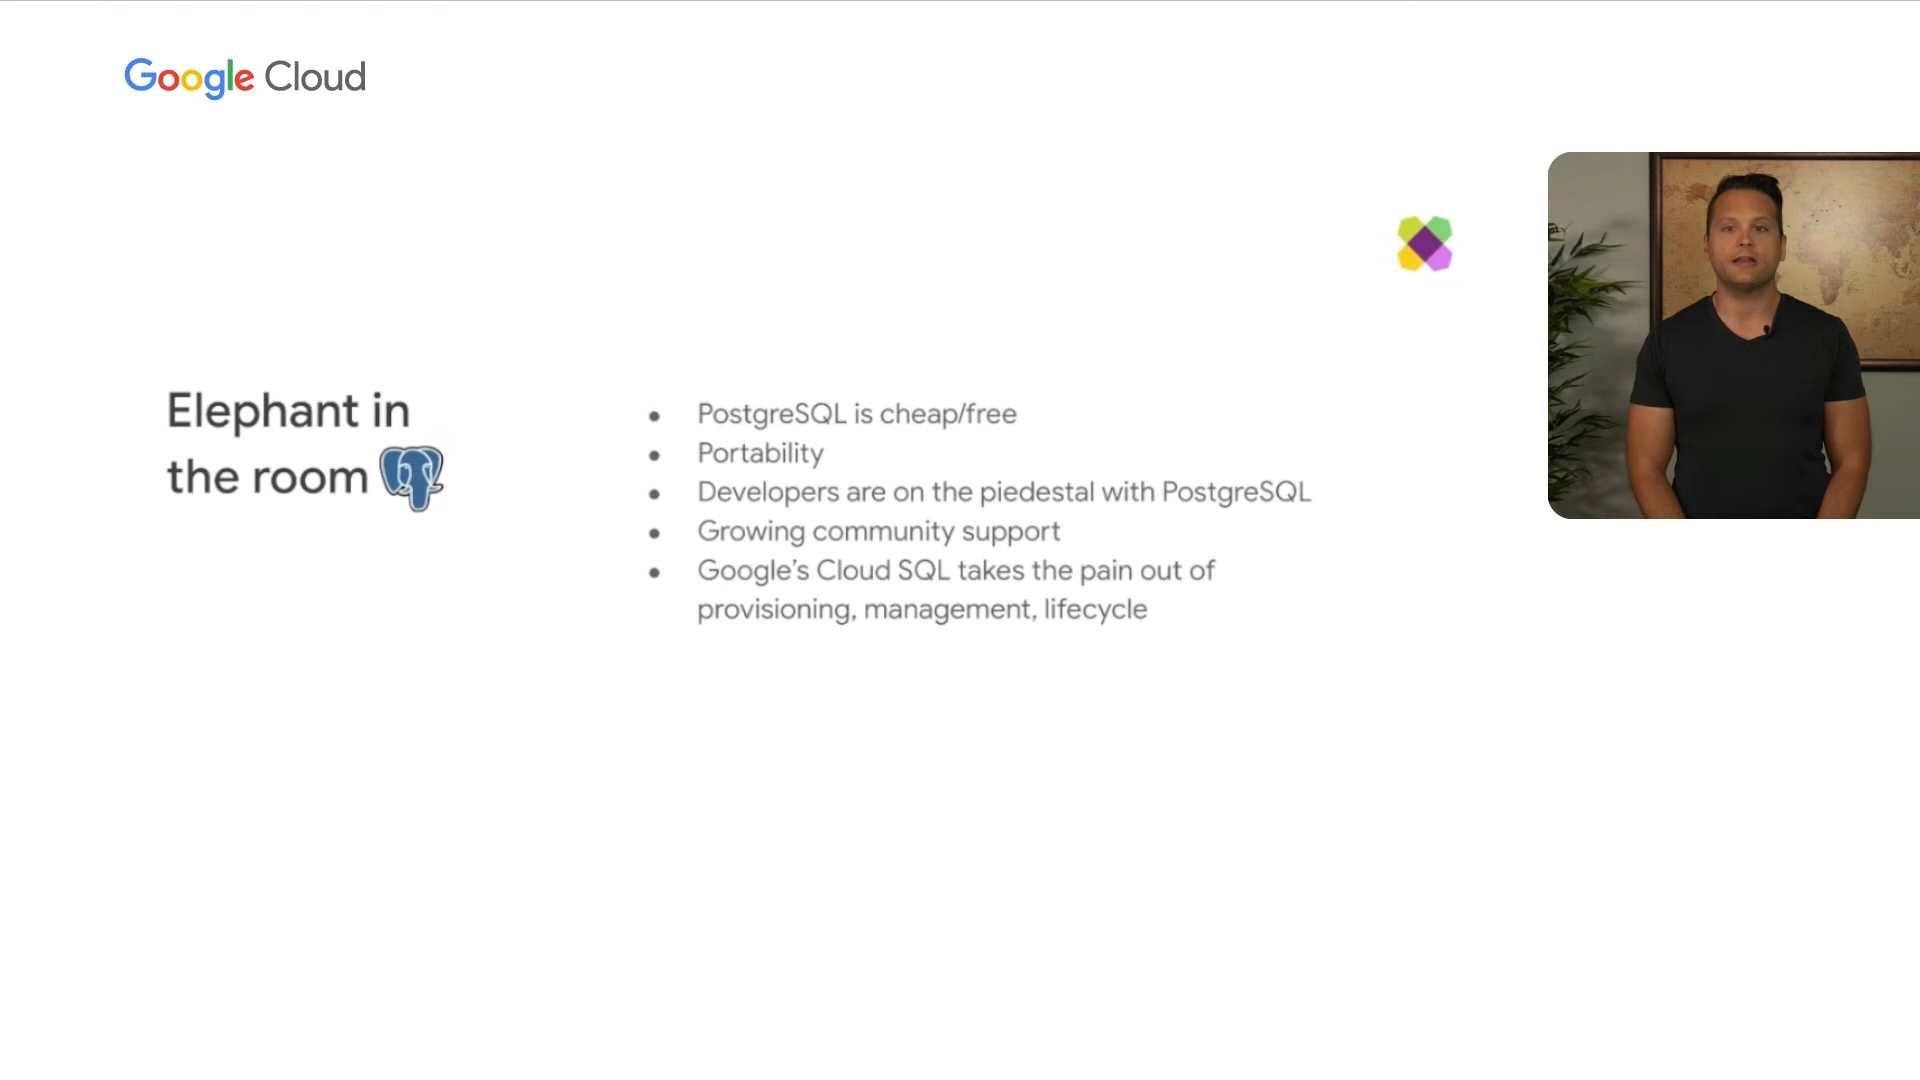 Google Cloud
Elephant in
the room
• PostgreSQL is cheap/free
• Portability
• Developers are on the piedestal with PostgreSQL
• Growing community support
• Google's Cloud SQL takes the pain out of
provisioning, management, lifecycle